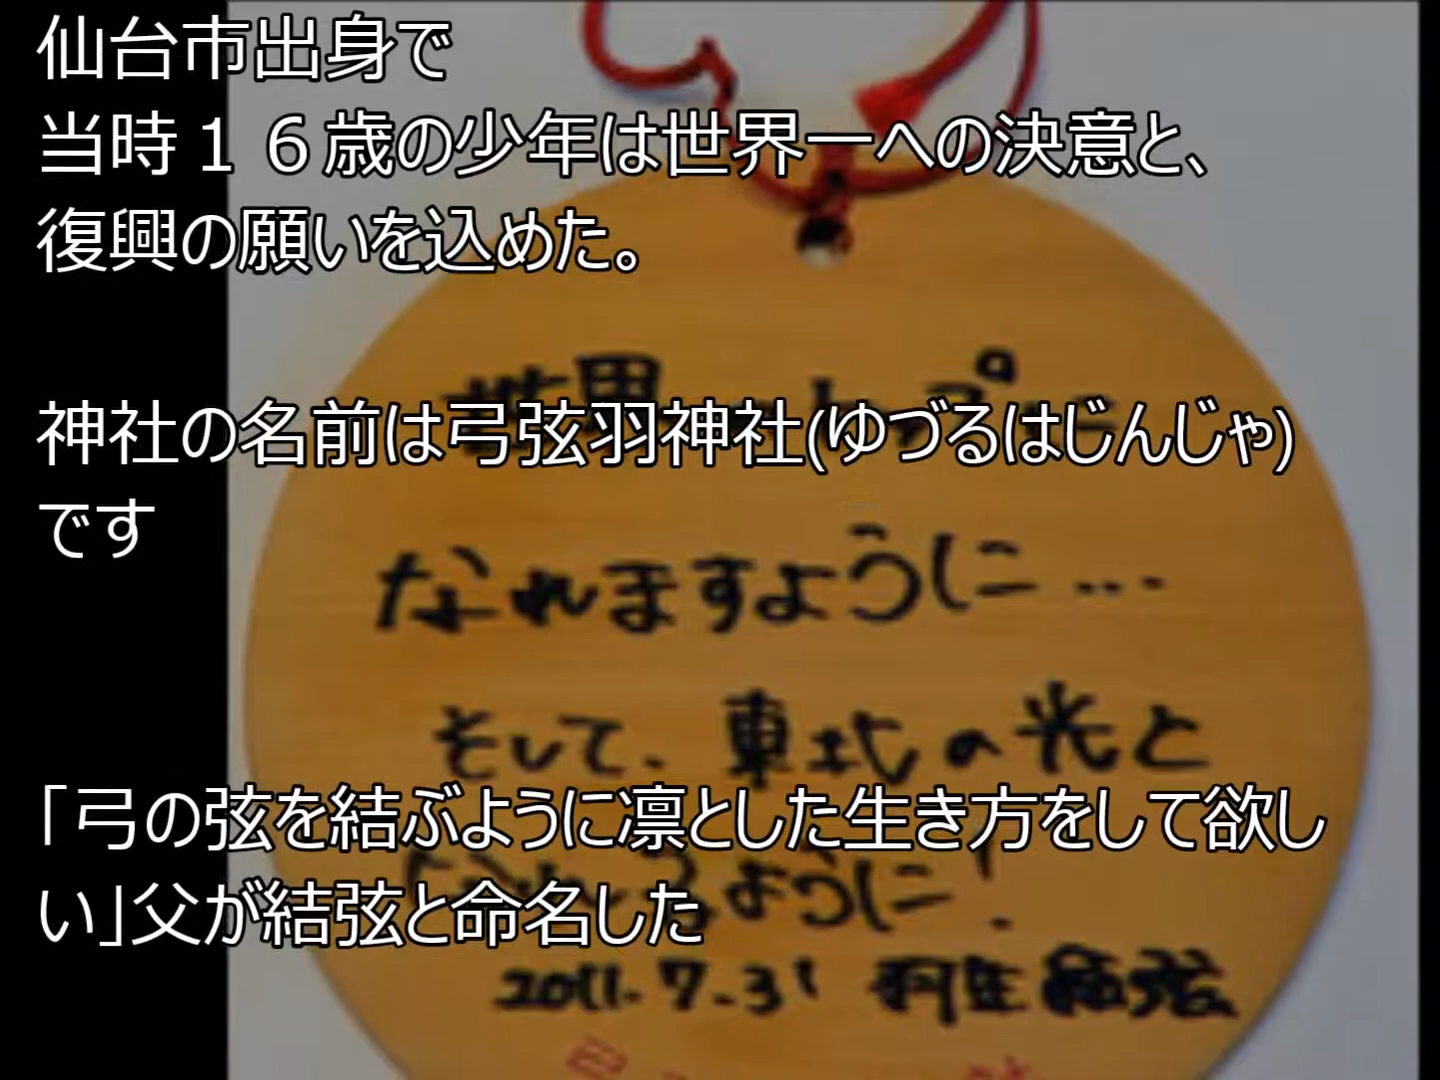 仙台市出身で
当時１６歳の少年は世界一への決意と、
復興の願いを込めた。
神社の名前は弓弦羽神社(ゆづるはじんじゃ)
です
なれますように…
そして、東北の光と
「弓の弦を結ぶように凛とした生き方をして欲し
い」父が結弦と命名した
ように!
2011.7.31 羽生結弦